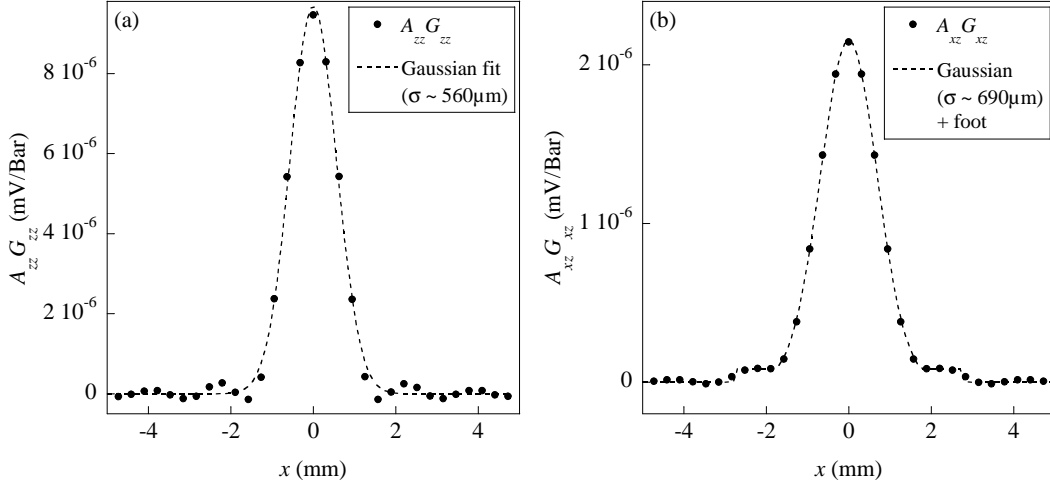 (a)
A_zz G_zz
Gaussian fit
(σ ~ 560µm)
8 10^-6
6 10^-6
4 10^-6
2 10^-6
0
A_zz G_zz (mV/Bar)
-4 -2 0 2 4
x (mm)
(b)
A_xz G_xz
Gaussian
(σ ~ 690µm)
+ foot
2 10^-6
1 10^-6
0
A_xz G_xz (mV/Bar)
-4 -2 0 2 4
x (mm)